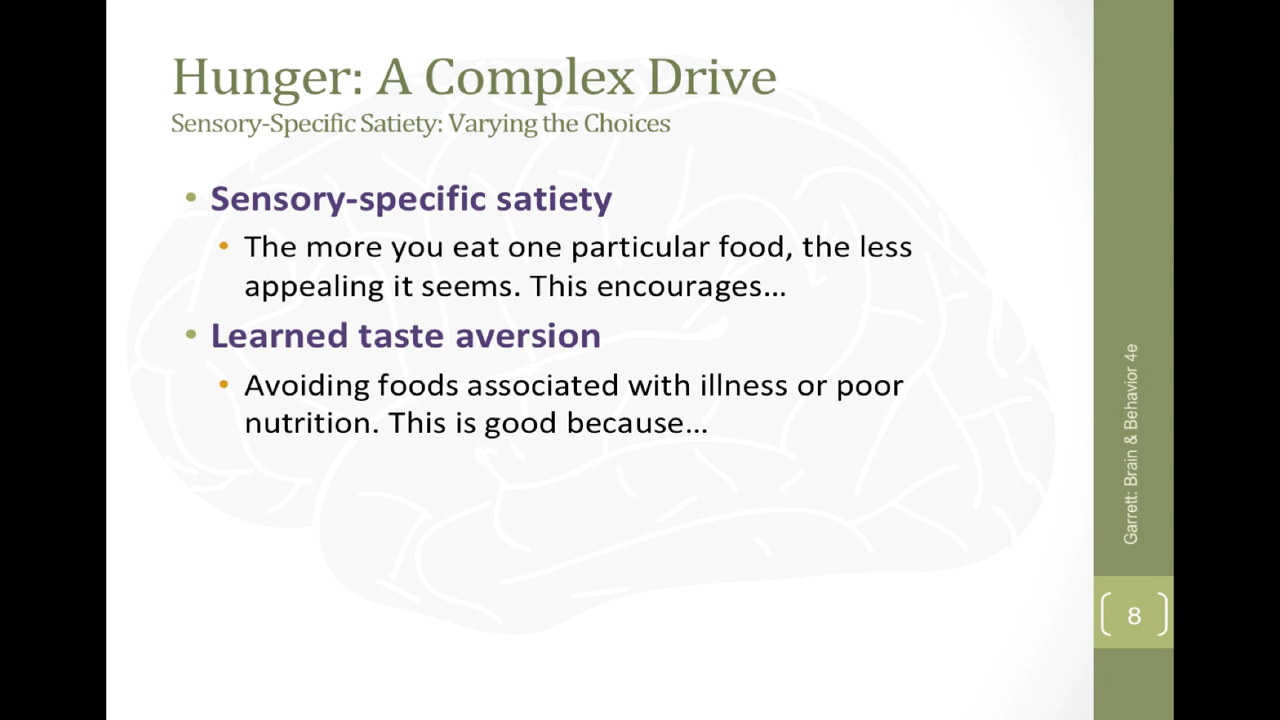 Hunger: A Complex Drive
Sensory-Specific Satiety: Varying the Choices
• Sensory-specific satiety
• The more you eat one particular food, the less
appealing it seems. This encourages…
• Learned taste aversion
• Avoiding foods associated with illness or poor
nutrition. This is good because…
Garrett: Brain & Behavior 4e
8